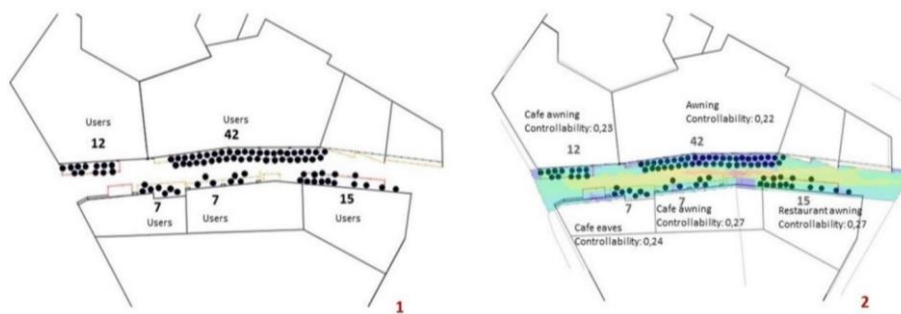 Users
12
Users
42
7
Users
7
Users
15
Users
1
Cafe awning
Controllability: 0,23
12
Awning
Controllability: 0,22
42
7
Cafe eaves
Controllability: 0,24
7
Cafe awning
Controllability: 0,27
15
Restaurant awning
Controllability: 0,27
2